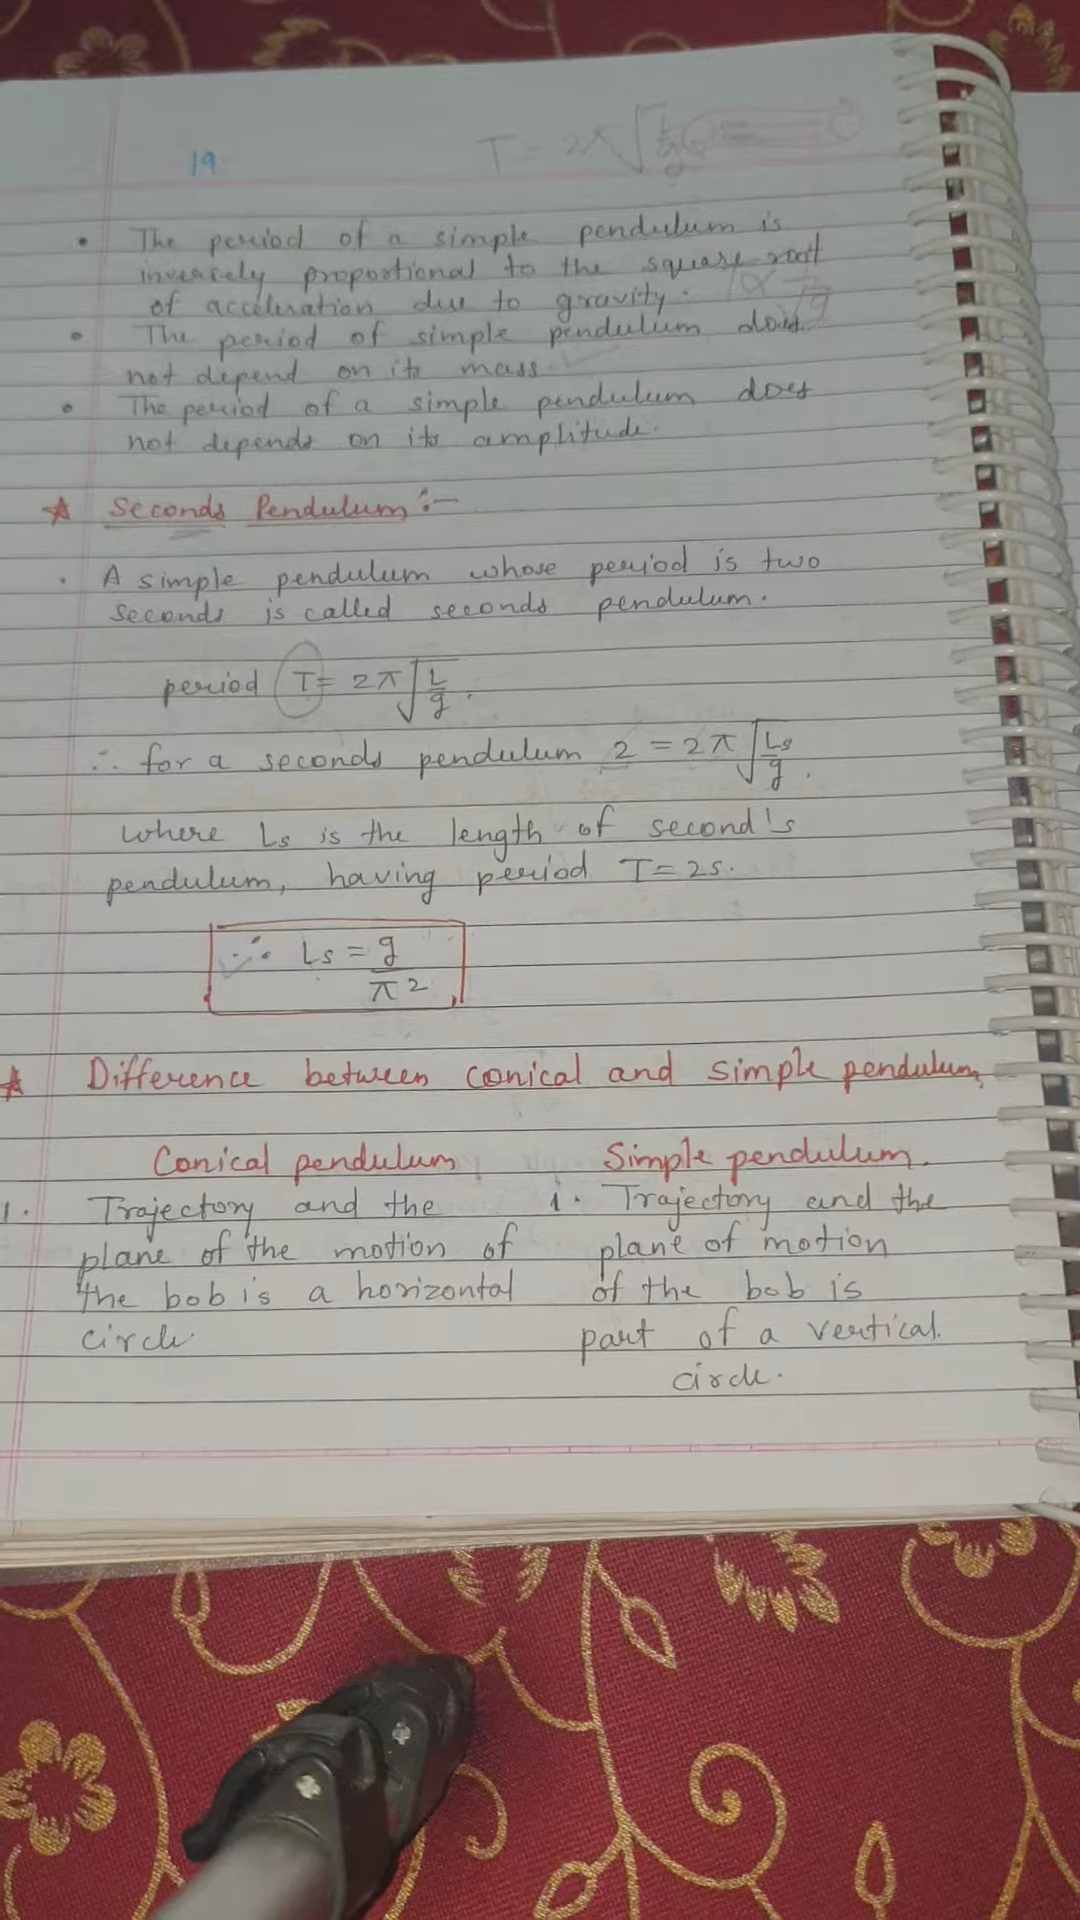 19
T = 2π√L/g
• The period of a simple pendulum is
inversely proportional to the square root
of acceleration due to gravity.
• The period of simple pendulum does
not depend on its mass.
• The period of a simple pendulum does
not depends on its amplitude.
★ Seconds Pendulum :-
. A simple pendulum whose period is two
seconds is called seconds pendulum.
period T = 2π√L/g .
∴ for a seconds pendulum 2 = 2π√Ls/g .
where Ls is the length of second's
pendulum, having period T = 2s.
∴ Ls = g/π²
★ Difference between conical and simple pendulum,
Conical pendulum
1. Trajectory and the
plane of the motion of
the bob is a horizontal
circle.
Simple pendulum.
i. Trajectory and the
plane of motion
of the bob is
part of a vertical.
circle.